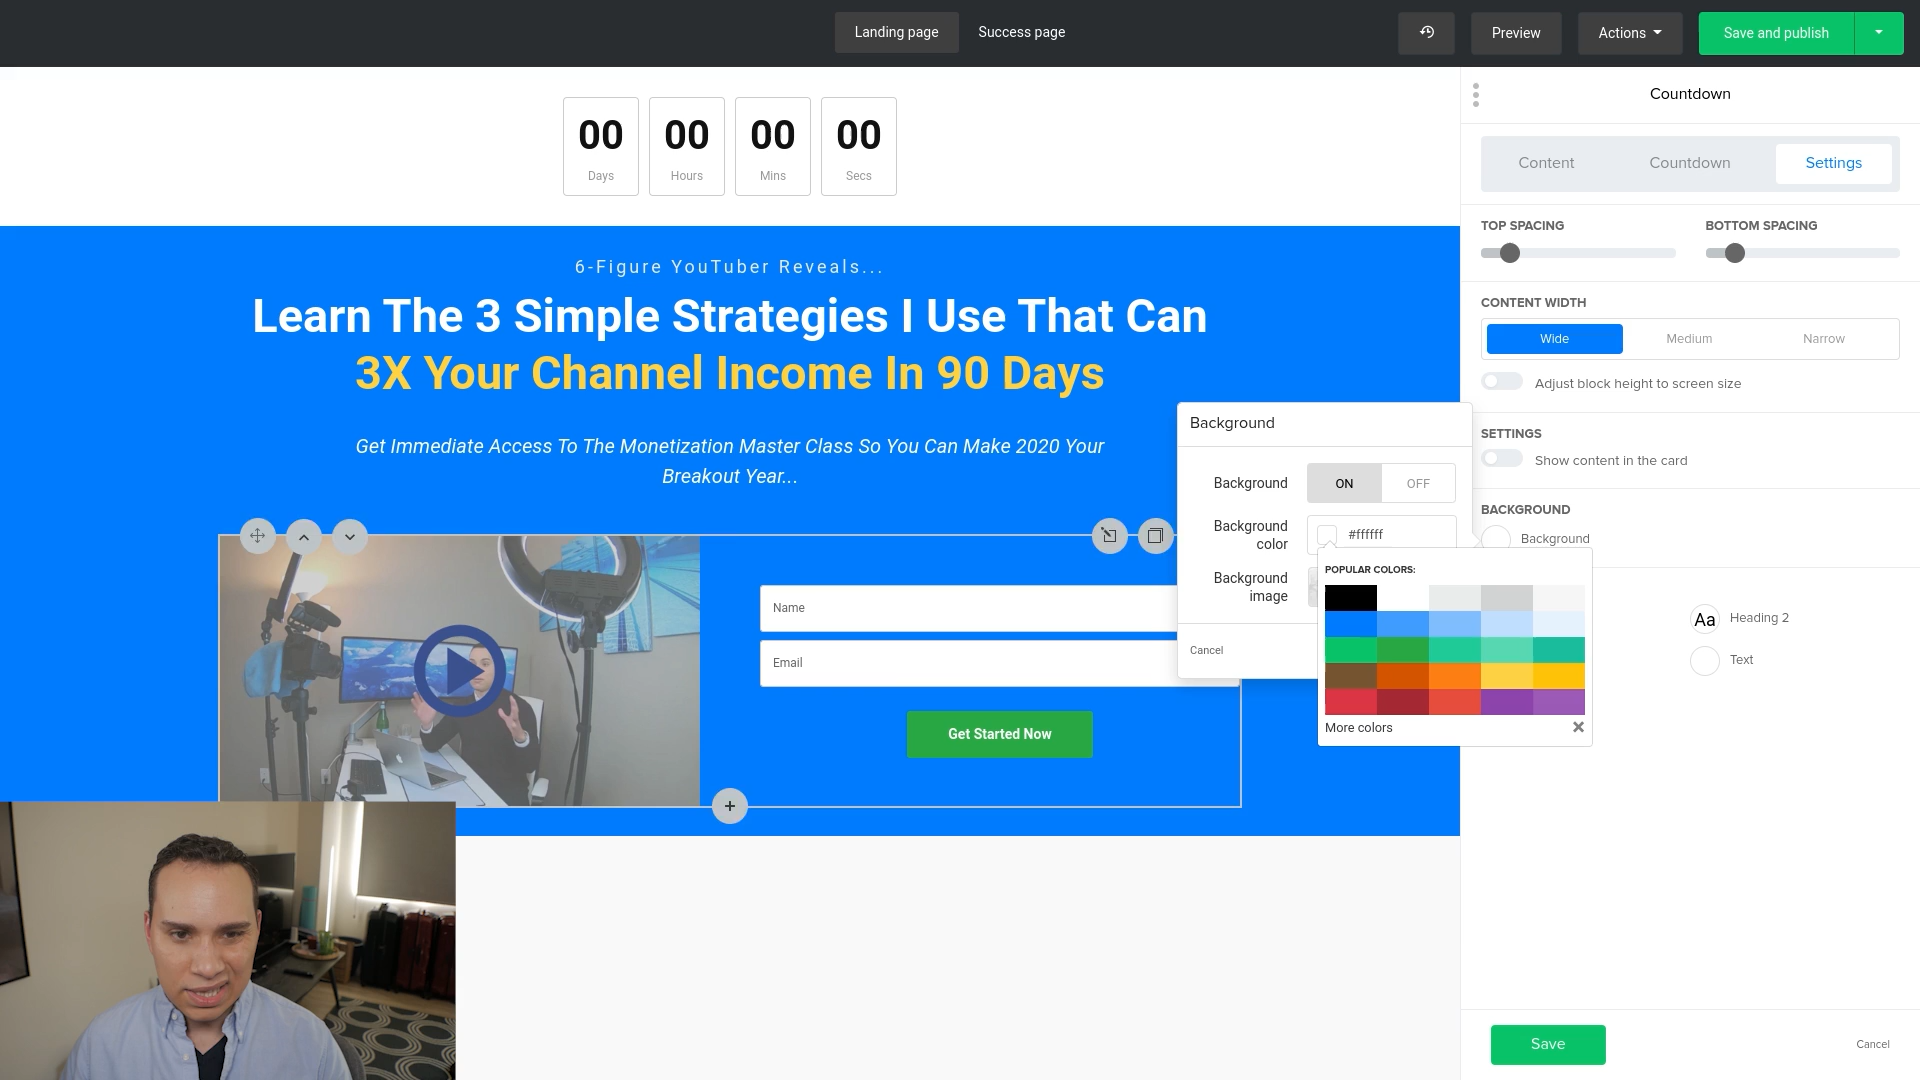 Landing page
Success page
Preview
Actions
Save and publish
00 00 00 00
Days Hours Mins Secs
6-Figure YouTuber Reveals...
Learn The 3 Simple Strategies I Use That Can
3X Your Channel Income In 90 Days
Get Immediate Access To The Monetization Master Class So You Can Make 2020 Your
Breakout Year...
Name
Email
Get Started Now
Background
Background ON OFF
Background
color
#ffffff
Background
image
Cancel
POPULAR COLORS:
More colors
Countdown
Content Countdown Settings
TOP SPACING BOTTOM SPACING
CONTENT WIDTH
Wide Medium Narrow
Adjust block height to screen size
SETTINGS
Show content in the card
BACKGROUND
Background
Aa Heading 2
Text
Save
Cancel